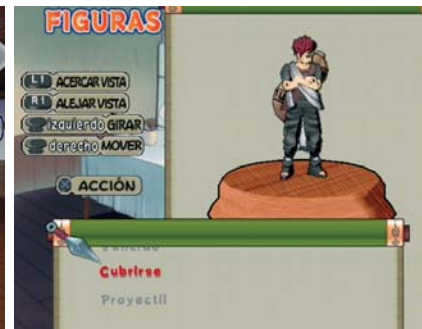 FIGURAS
L1 ACERCAR VISTA
R1 ALEJAR VISTA
izquierdo GIRAR
derecho MOVER
ACCIÓN
Cubrirse
Proyectil